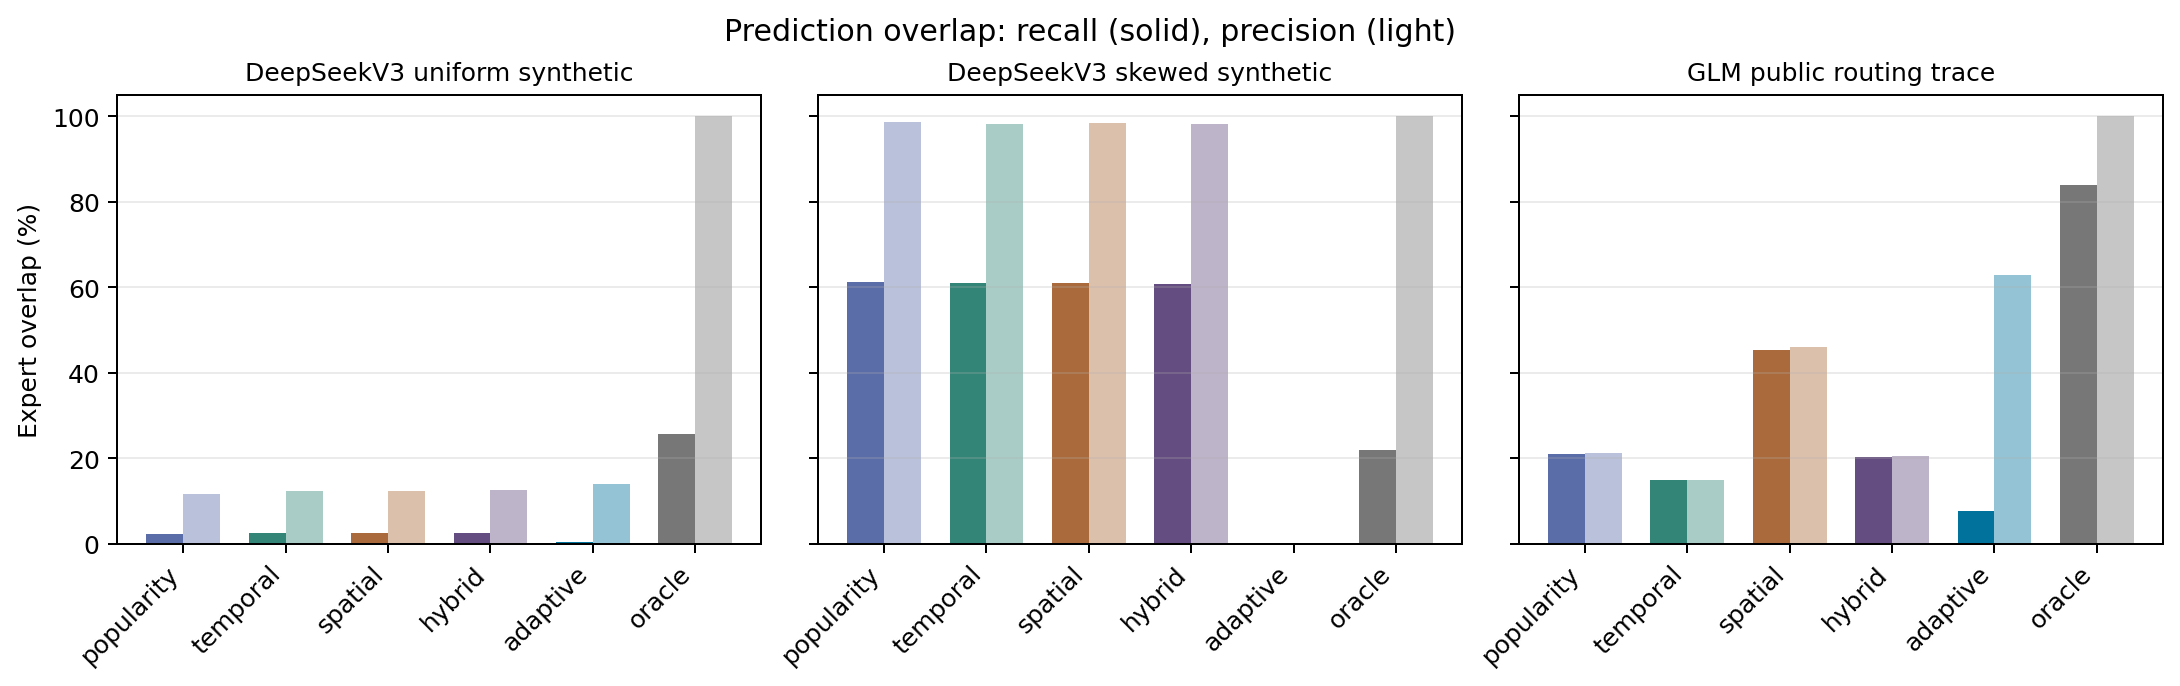 Prediction overlap: recall (solid), precision (light)
DeepSeekV3 uniform synthetic
DeepSeekV3 skewed synthetic
GLM public routing trace
Expert overlap (%)
100
80
60
40
20
0
popularity
temporal
spatial
hybrid
adaptive
oracle
popularity
temporal
spatial
hybrid
adaptive
oracle
popularity
temporal
spatial
hybrid
adaptive
oracle